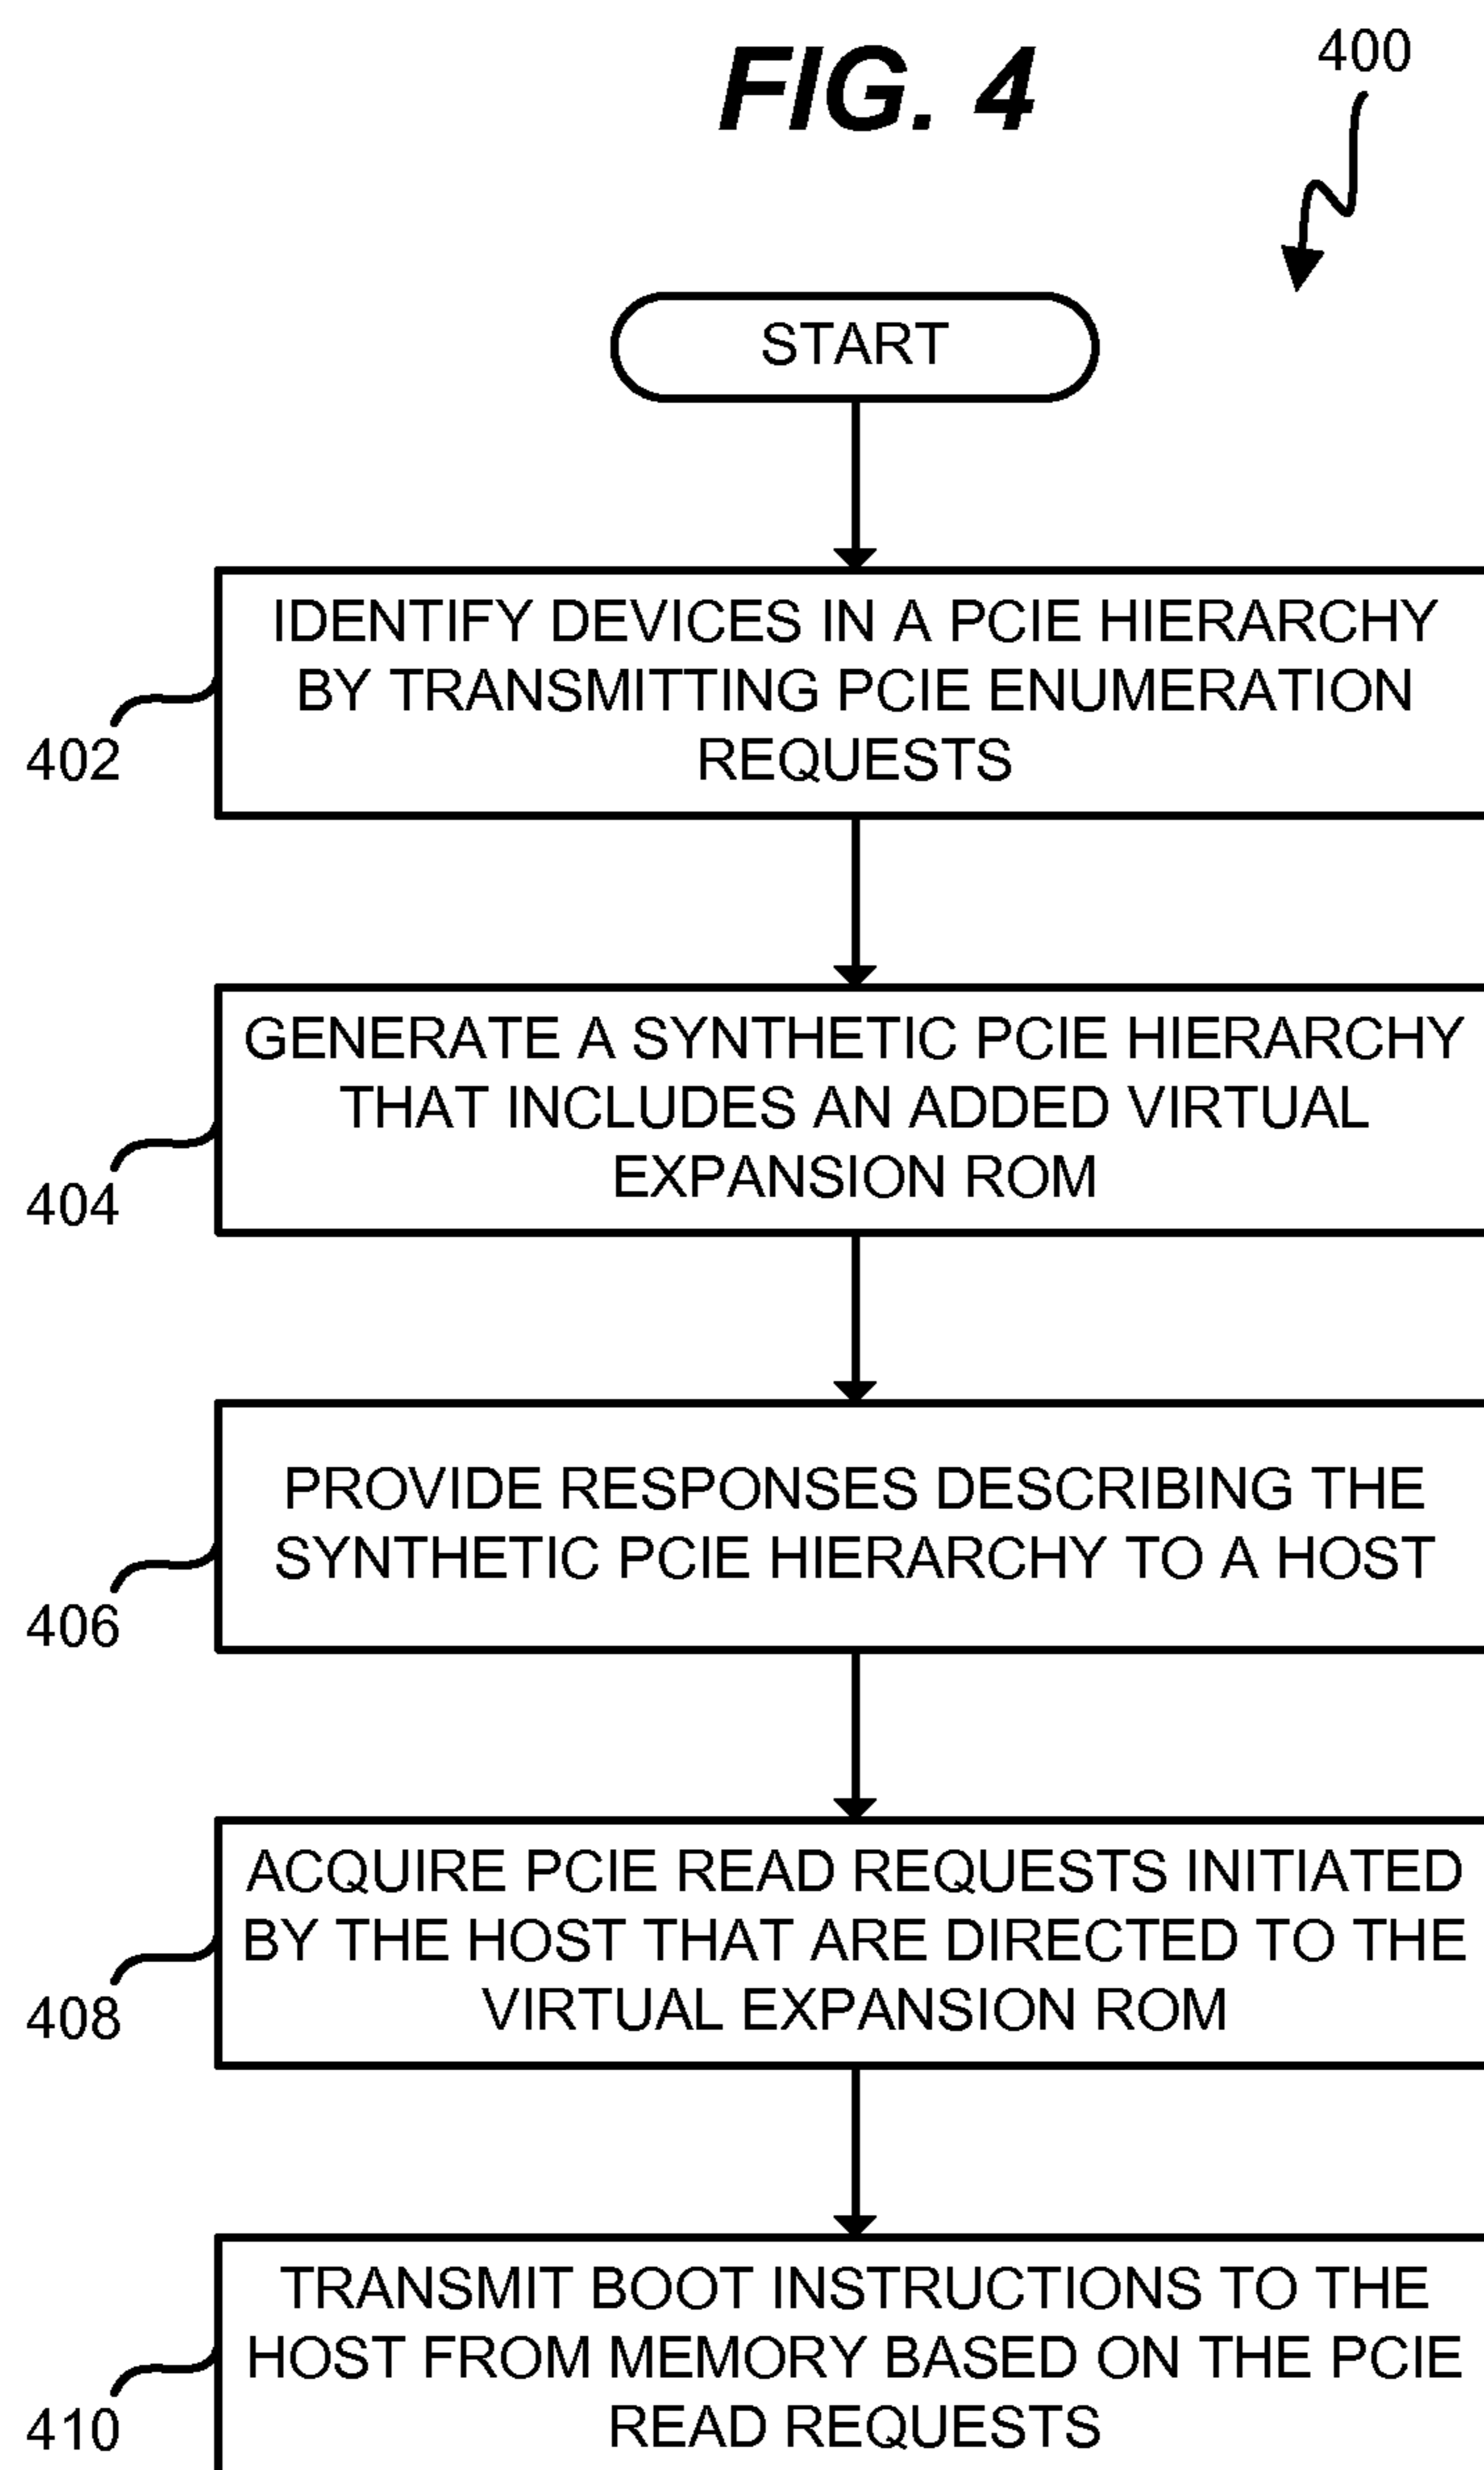 FIG. 4
400
START
IDENTIFY DEVICES IN A PCIE HIERARCHY
BY TRANSMITTING PCIE ENUMERATION
REQUESTS
402
GENERATE A SYNTHETIC PCIE HIERARCHY
THAT INCLUDES AN ADDED VIRTUAL
EXPANSION ROM
404
PROVIDE RESPONSES DESCRIBING THE
SYNTHETIC PCIE HIERARCHY TO A HOST
406
ACQUIRE PCIE READ REQUESTS INITIATED
BY THE HOST THAT ARE DIRECTED TO THE
VIRTUAL EXPANSION ROM
408
TRANSMIT BOOT INSTRUCTIONS TO THE
HOST FROM MEMORY BASED ON THE PCIE
READ REQUESTS
410